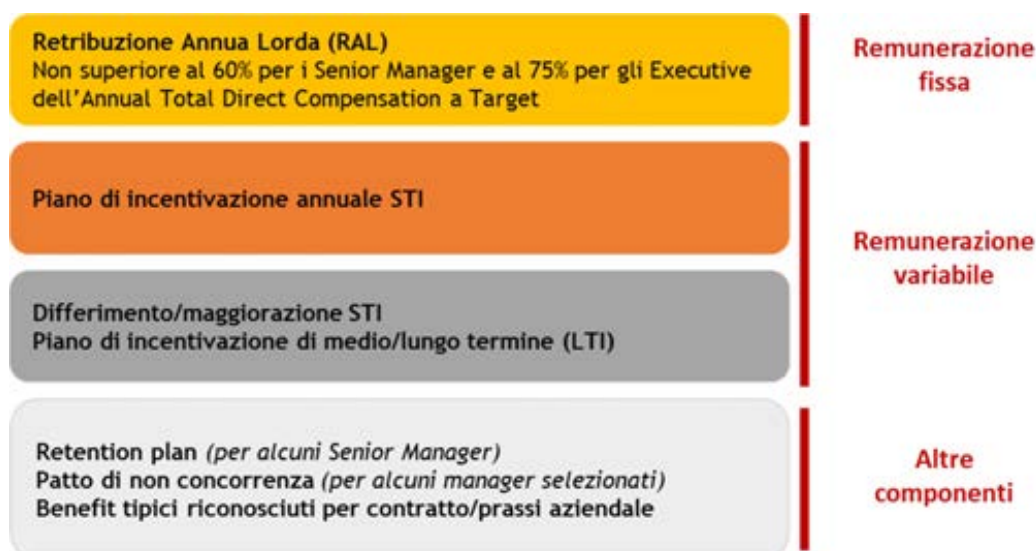 Retribuzione Annua Lorda (RAL)
Non superiore al 60% per i Senior Manager e al 75% per gli Executive
dell'Annual Total Direct Compensation a Target
Remunerazione
fissa
Piano di incentivazione annuale STI
Differimento/maggiorazione STI
Piano di incentivazione di medio/lungo termine (LTI)
Remunerazione
variabile
Retention plan (per alcuni Senior Manager)
Patto di non concorrenza (per alcuni manager selezionati)
Benefit tipici riconosciuti per contratto/prassi aziendale
Altre
componenti